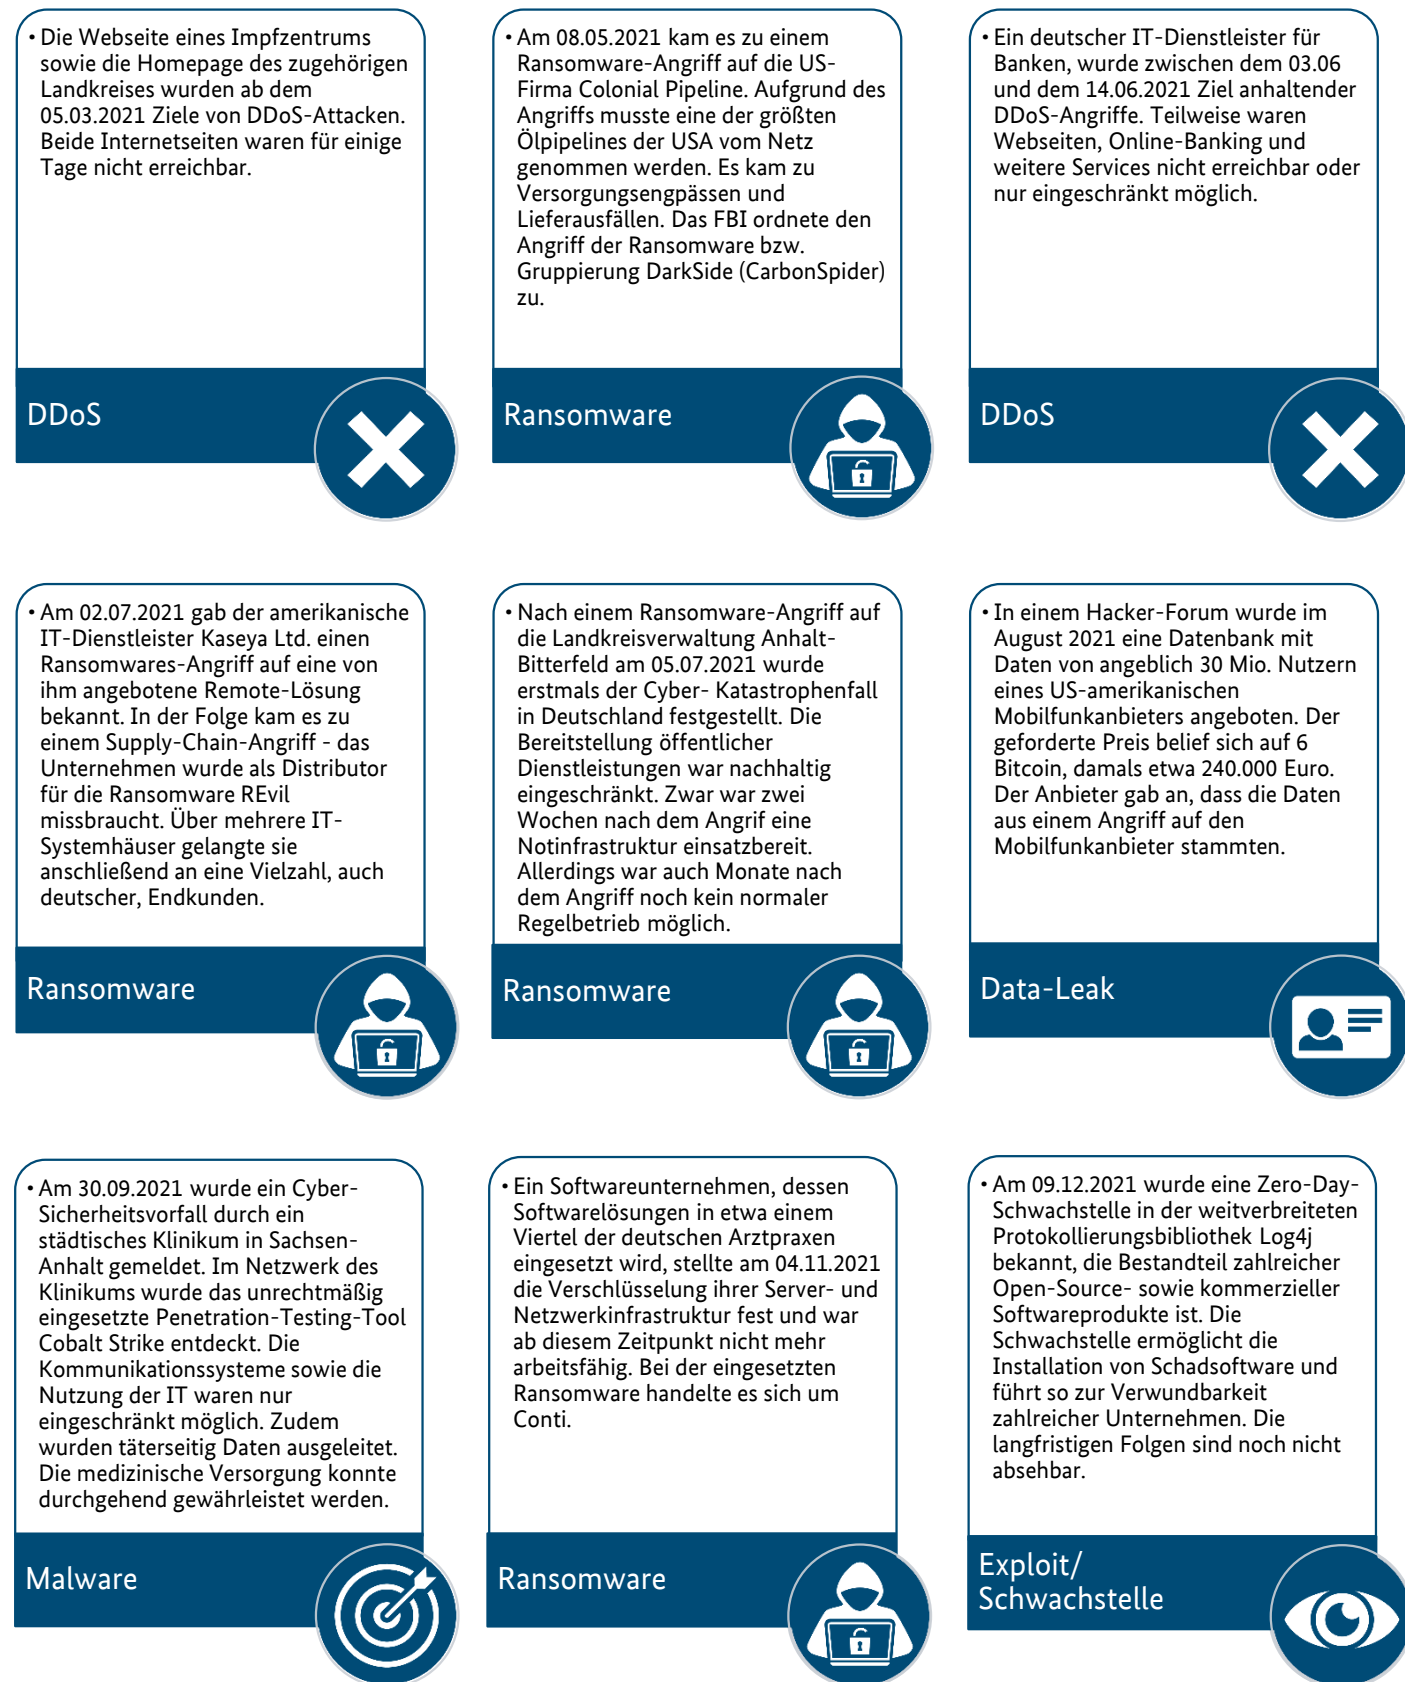 • Die Webseite eines Impfzentrums
sowie die Homepage des zugehörigen
Landkreises wurden ab dem
05.03.2021 Ziele von DDoS-Attacken.
Beide Internetseiten waren für einige
Tage nicht erreichbar.
DDoS
• Am 08.05.2021 kam es zu einem
Ransomware-Angriff auf die US-
Firma Colonial Pipeline. Aufgrund des
Angriffs musste eine der größten
Ölpipelines der USA vom Netz
genommen werden. Es kam zu
Versorgungsengpässen und
Lieferausfällen. Das FBI ordnete den
Angriff der Ransomware bzw.
Gruppierung DarkSide (CarbonSpider)
zu.
Ransomware
• Ein deutscher IT-Dienstleister für
Banken, wurde zwischen dem 03.06
und dem 14.06.2021 Ziel anhaltender
DDoS-Angriffe. Teilweise waren
Webseiten, Online-Banking und
weitere Services nicht erreichbar oder
nur eingeschränkt möglich.
DDoS
• Am 02.07.2021 gab der amerikanische
IT-Dienstleister Kaseya Ltd. einen
Ransomwares-Angriff auf eine von
ihm angebotene Remote-Lösung
bekannt. In der Folge kam es zu
einem Supply-Chain-Angriff - das
Unternehmen wurde als Distributor
für die Ransomware REvil
missbraucht. Über mehrere IT-
Systemhäuser gelangte sie
anschließend an eine Vielzahl, auch
deutscher, Endkunden.
Ransomware
• Nach einem Ransomware-Angriff auf
die Landkreisverwaltung Anhalt-
Bitterfeld am 05.07.2021 wurde
erstmals der Cyber- Katastrophenfall
in Deutschland festgestellt. Die
Bereitstellung öffentlicher
Dienstleistungen war nachhaltig
eingeschränkt. Zwar war zwei
Wochen nach dem Angrif eine
Notinfrastruktur einsatzbereit.
Allerdings war auch Monate nach
dem Angriff noch kein normaler
Regelbetrieb möglich.
Ransomware
• In einem Hacker-Forum wurde im
August 2021 eine Datenbank mit
Daten von angeblich 30 Mio. Nutzern
eines US-amerikanischen
Mobilfunkanbieters angeboten. Der
geforderte Preis belief sich auf 6
Bitcoin, damals etwa 240.000 Euro.
Der Anbieter gab an, dass die Daten
aus einem Angriff auf den
Mobilfunkanbieter stammten.
Data-Leak
• Am 30.09.2021 wurde ein Cyber-
Sicherheitsvorfall durch ein
städtisches Klinikum in Sachsen-
Anhalt gemeldet. Im Netzwerk des
Klinikums wurde das unrechtmäßig
eingesetzte Penetration-Testing-Tool
Cobalt Strike entdeckt. Die
Kommunikationssysteme sowie die
Nutzung der IT waren nur
eingeschränkt möglich. Zudem
wurden täterseitig Daten ausgeleitet.
Die medizinische Versorgung konnte
durchgehend gewährleistet werden.
Malware
• Ein Softwareunternehmen, dessen
Softwarelösungen in etwa einem
Viertel der deutschen Arztpraxen
eingesetzt wird, stellte am 04.11.2021
die Verschlüsselung ihrer Server- und
Netzwerkinfrastruktur fest und war
ab diesem Zeitpunkt nicht mehr
arbeitsfähig. Bei der eingesetzten
Ransomware handelte es sich um
Conti.
Ransomware
• Am 09.12.2021 wurde eine Zero-Day-
Schwachstelle in der weitverbreiteten
Protokollierungsbibliothek Log4j
bekannt, die Bestandteil zahlreicher
Open-Source- sowie kommerzieller
Softwareprodukte ist. Die
Schwachstelle ermöglicht die
Installation von Schadsoftware und
führt so zur Verwundbarkeit
zahlreicher Unternehmen. Die
langfristigen Folgen sind noch nicht
absehbar.
Exploit/
Schwachstelle